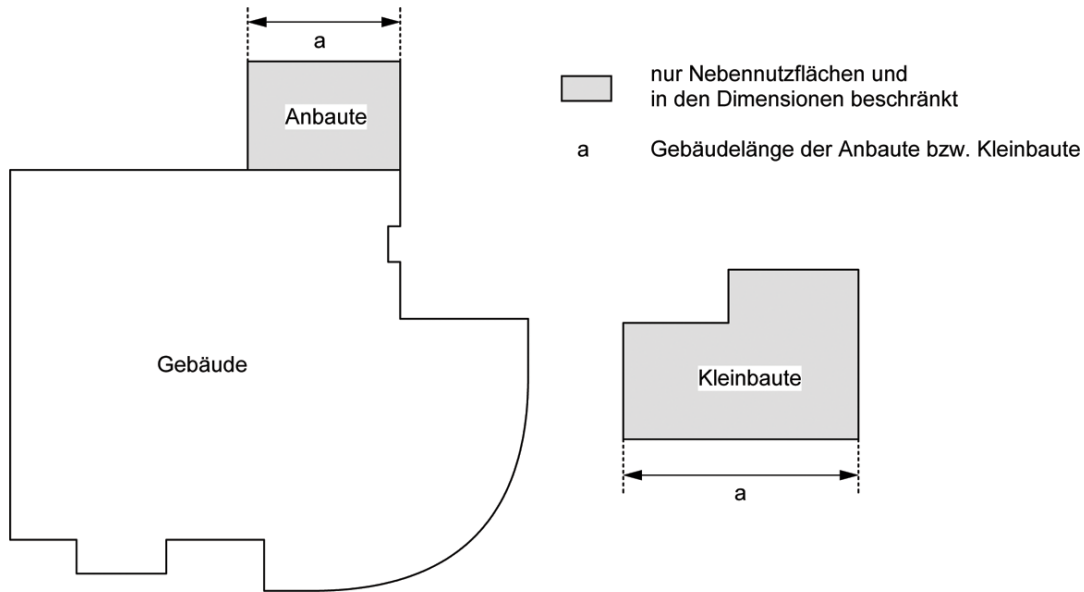 a
Anbaute
nur Nebennutzflächen und
in den Dimensionen beschränkt
a
Gebäudelänge der Anbaute bzw. Kleinbaute
Gebäude
Kleinbaute
a